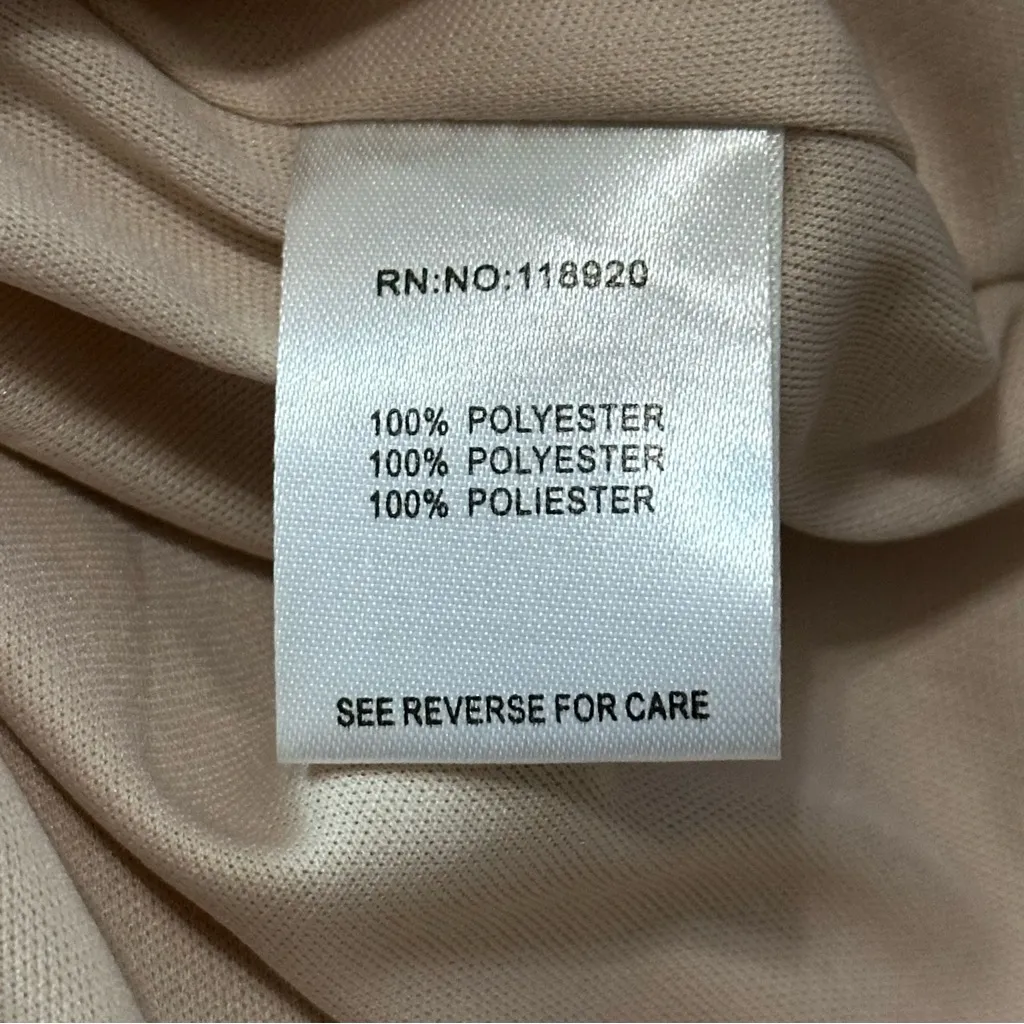 RN:NO:118920
100% POLYESTER
100% POLYESTER
100% POLIESTER
SEE REVERSE FOR CARE